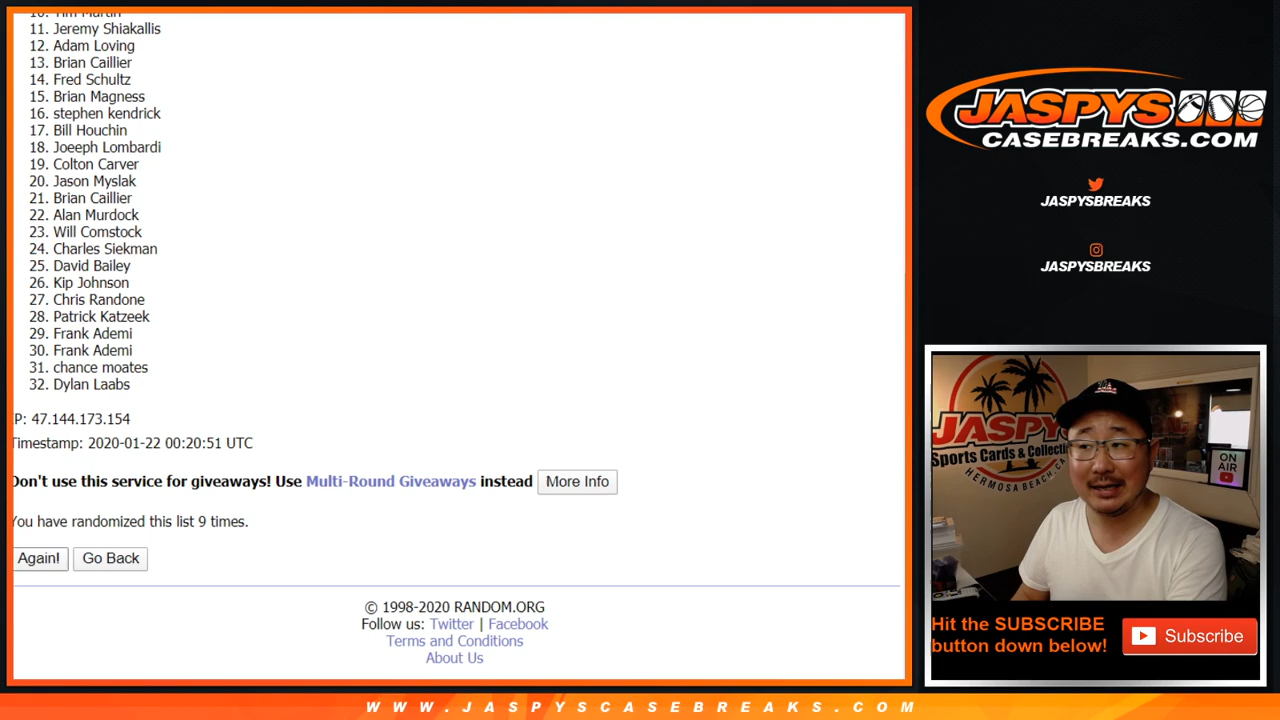 10. Tim Martin
11. Jeremy Shiakallis
12. Adam Loving
13. Brian Caillier
14. Fred Schultz
15. Brian Magness
16. stephen kendrick
17. Bill Houchin
18. Joeeph Lombardi
19. Colton Carver
20. Jason Myslak
21. Brian Caillier
22. Alan Murdock
23. Will Comstock
24. Charles Siekman
25. David Bailey
26. Kip Johnson
27. Chris Randone
28. Patrick Katzeek
29. Frank Ademi
30. Frank Ademi
31. chance moates
32. Dylan Laabs
IP: 47.144.173.154
Timestamp: 2020-01-22 00:20:51 UTC
Don't use this service for giveaways! Use Multi-Round Giveaways instead More Info
You have randomized this list 9 times.
Again! Go Back
© 1998-2020 RANDOM.ORG
Follow us: Twitter | Facebook
Terms and Conditions
About Us
JASPYS
CASEBREAKS.COM
JASPYSBREAKS
JASPYSBREAKS
JASPYS
Sports Cards & Collecti
HERMOSA BEACH, CA
ON
AIR
Hit the SUBSCRIBE
button down below!
Subscribe
WWW.JASPYSCASEBREAKS.COM